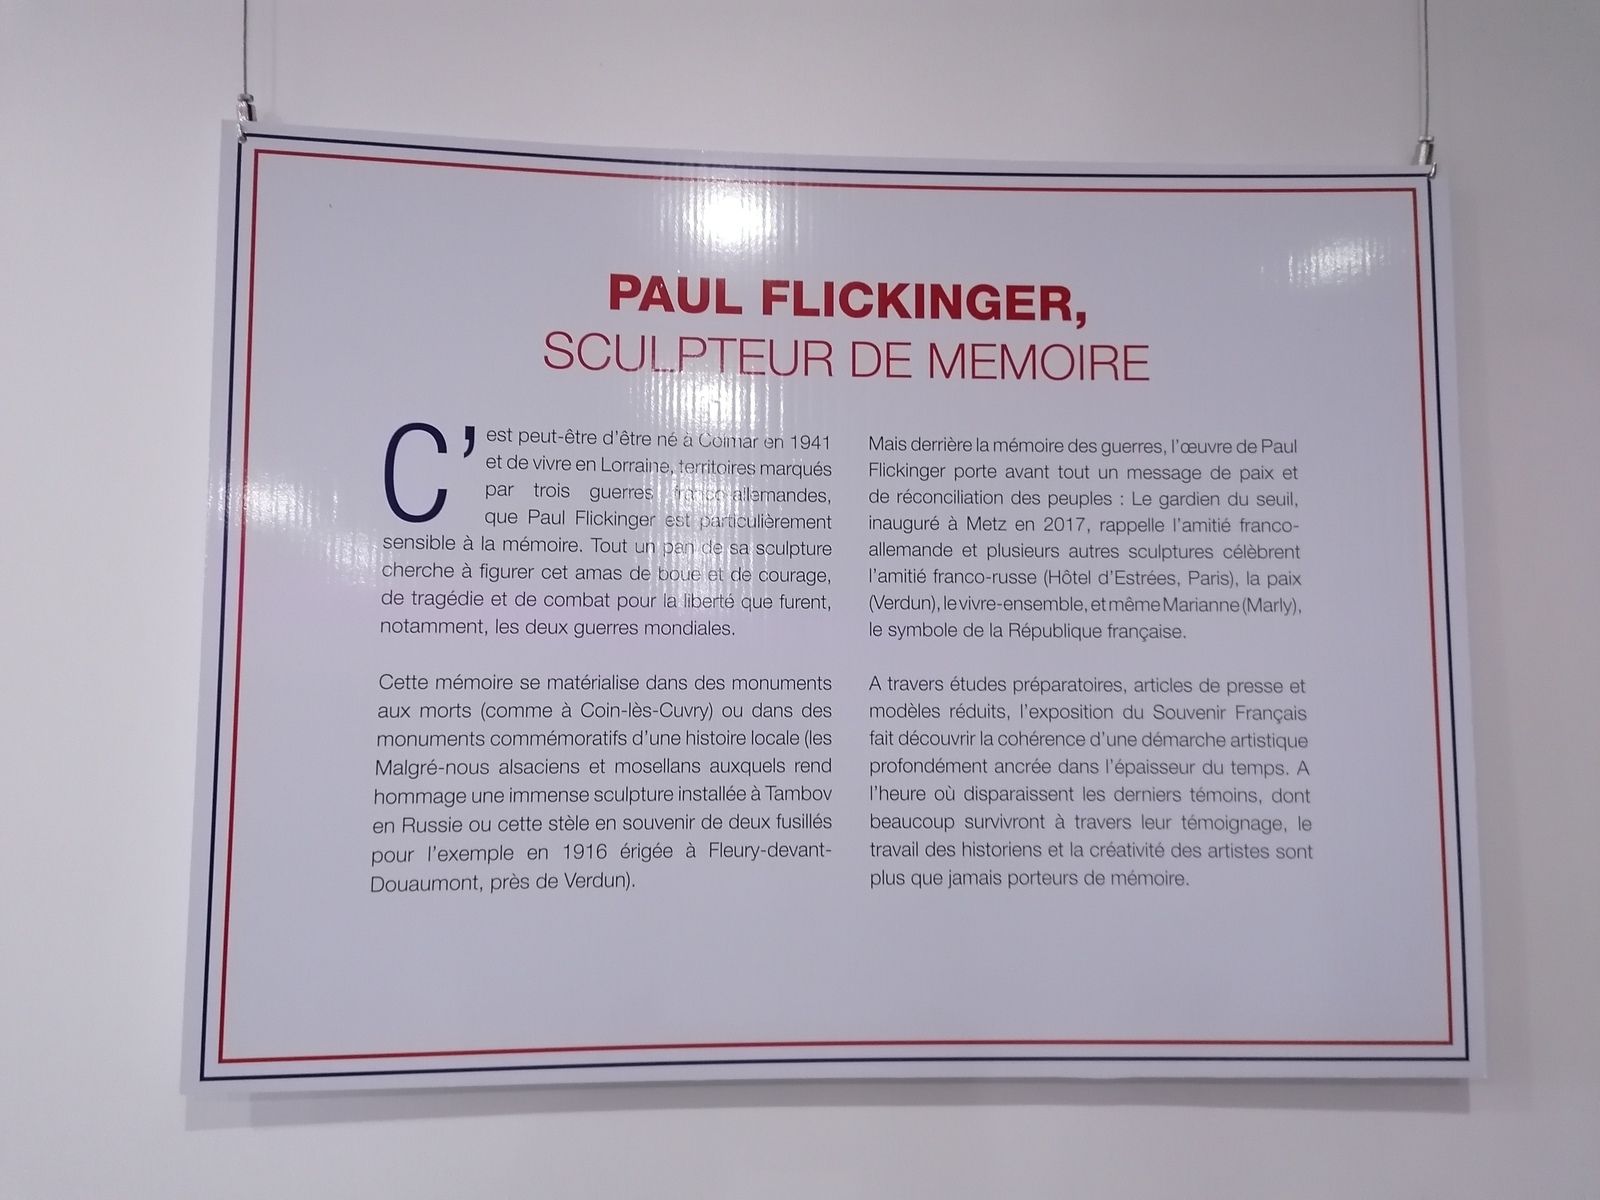 PAUL FLICKINGER,
SCULPTEUR DE MEMOIRE
C'est peut-être d'être né à Colmar en 1941
et de vivre en Lorraine, territoires marqués
par trois guerres franco-allemandes,
que Paul Flickinger est particulièrement
sensible à la mémoire. Tout un pan de sa sculpture
cherche à figurer cet amas de boue et de courage,
de tragédie et de combat pour la liberté que furent,
notamment, les deux guerres mondiales.
Cette mémoire se matérialise dans des monuments
aux morts (comme à Coin-lès-Cuvry) ou dans des
monuments commémoratifs d'une histoire locale (les
Malgré-nous alsaciens et mosellans auxquels rend
hommage une immense sculpture installée à Tambov
en Russie ou cette stèle en souvenir de deux fusillés
pour l'exemple en 1916 érigée à Fleury-devant-
Douaumont, près de Verdun).
Mais derrière la mémoire des guerres, l'œuvre de Paul
Flickinger porte avant tout un message de paix et
de réconciliation des peuples : Le gardien du seuil,
inauguré à Metz en 2017, rappelle l'amitié franco-
allemande et plusieurs autres sculptures célèbrent
l'amitié franco-russe (Hôtel d'Estrées, Paris), la paix
(Verdun), le vivre-ensemble, et même Marianne (Marly),
le symbole de la République française.
A travers études préparatoires, articles de presse et
modèles réduits, l'exposition du Souvenir Français
fait découvrir la cohérence d'une démarche artistique
profondément ancrée dans l'épaisseur du temps. A
l'heure où disparaissent les derniers témoins, dont
beaucoup survivront à travers leur témoignage, le
travail des historiens et la créativité des artistes sont
plus que jamais porteurs de mémoire.